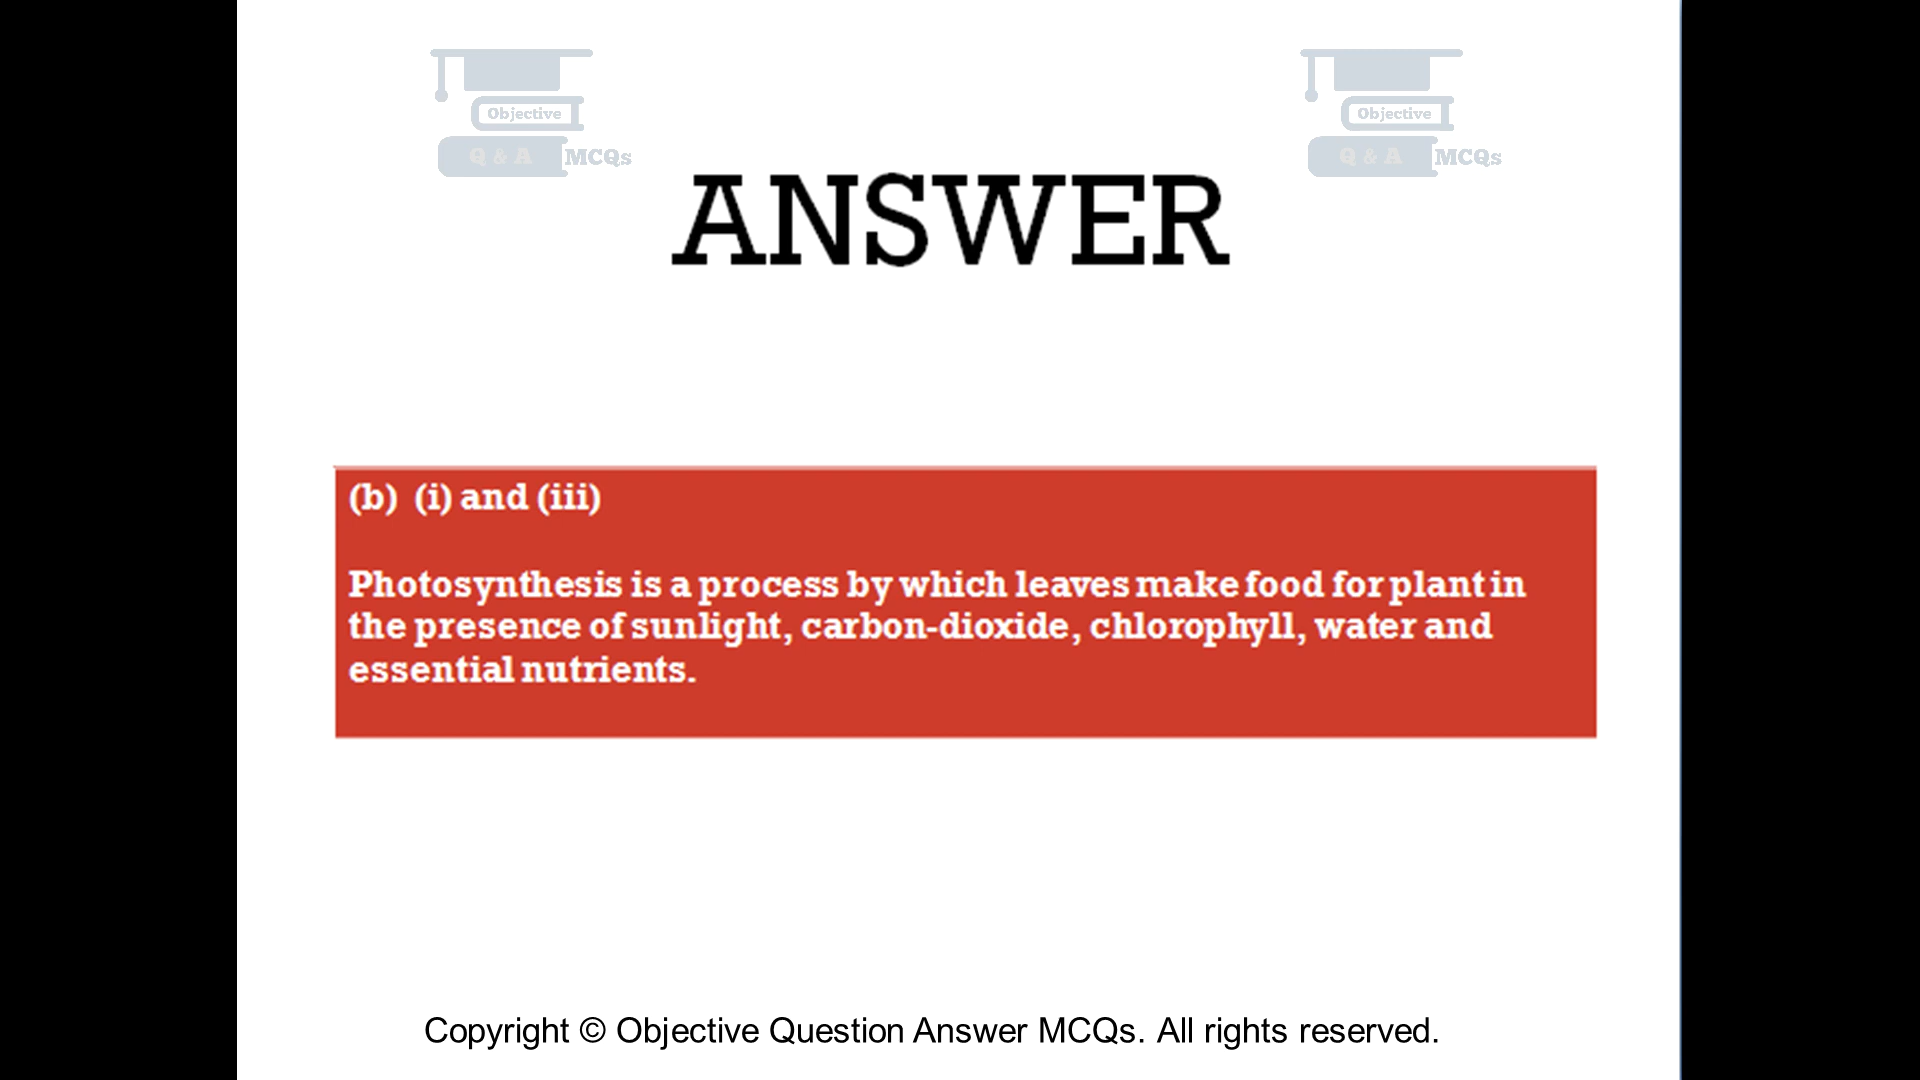 Objective
Q & A MCQs
Objective
Q & A MCQs
ANSWER
(b) (i) and (iii)
Photosynthesis is a process by which leaves make food for plant in
the presence of sunlight, carbon-dioxide, chlorophyll, water and
essential nutrients.
Copyright © Objective Question Answer MCQs. All rights reserved.